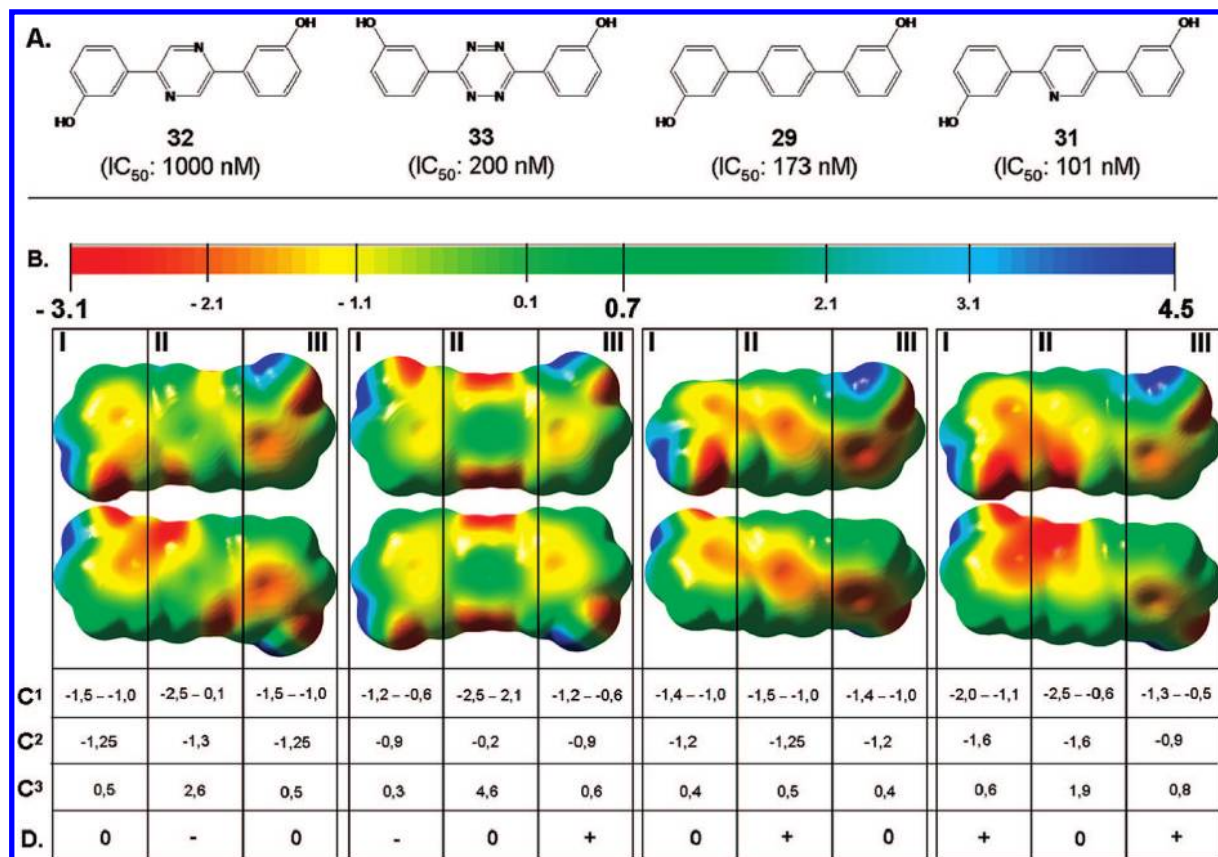 A.
OH N N HO
HO N N N N OH
OH HO
OH N HO
32 33 29 31
(IC50: 1000 nM) (IC50: 200 nM) (IC50: 173 nM) (IC50: 101 nM)
B.
-3.1 -2.1 -1.1 0.1 0.7 2.1 3.1 4.5
I II III I II III I II III I II III
C1 -1,5 – -1,0 -2,5 – 0,1 -1,5 – -1,0 -1,2 – -0,6 -2,5 – 2,1 -1,2 – -0,6 -1,4 – -1,0 -1,5 – -1,0 -1,4 – -1,0 -2,0 – -1,1 -2,5 – -0,6 -1,3 – -0,5
C2 -1,25 -1,3 -1,25 -0,9 -0,2 -0,9 -1,2 -1,25 -1,2 -1,6 -1,6 -0,9
C3 0,5 2,6 0,5 0,3 4,6 0,6 0,4 0,5 0,4 0,6 1,9 0,8
D. 0 - 0 - 0 + 0 + 0 + 0 +